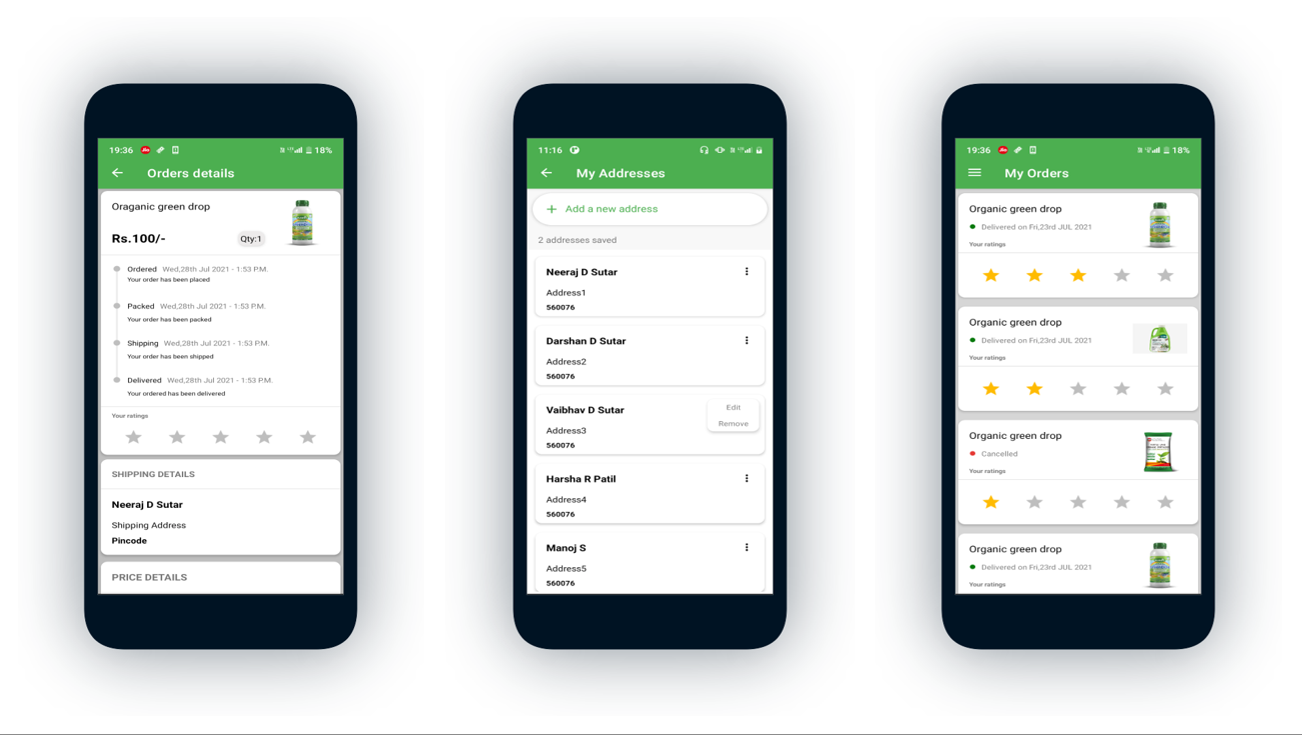 19:36
18%
Orders details
Oraganic green drop
Rs.100/-
Qty:1
Ordered Wed,28th Jul 2021 - 1:53 P.M.
Your order has been placed
Packed Wed,28th Jul 2021 - 1:53 P.M.
Your order has been packed
Shipping Wed,28th Jul 2021 - 1:53 P.M.
Your order has been shipped
Delivered Wed,28th Jul 2021 - 1:53 P.M.
Your ordered has been delivered
Your ratings
SHIPPING DETAILS
Neeraj D Sutar
Shipping Address
Pincode
PRICE DETAILS
11:16
My Addresses
+ Add a new address
2 addresses saved
Neeraj D Sutar
Address1
560076
Darshan D Sutar
Address2
560076
Vaibhav D Sutar
Edit
Remove
Address3
560076
Harsha R Patil
Address4
560076
Manoj S
Address5
560076
19:36
18%
My Orders
Organic green drop
Delivered on Fri,23rd JUL 2021
Your ratings
Organic green drop
Delivered on Fri,23rd JUL 2021
Your ratings
Organic green drop
Cancelled
Your ratings
Organic green drop
Delivered on Fri,23rd JUL 2021
Your ratings